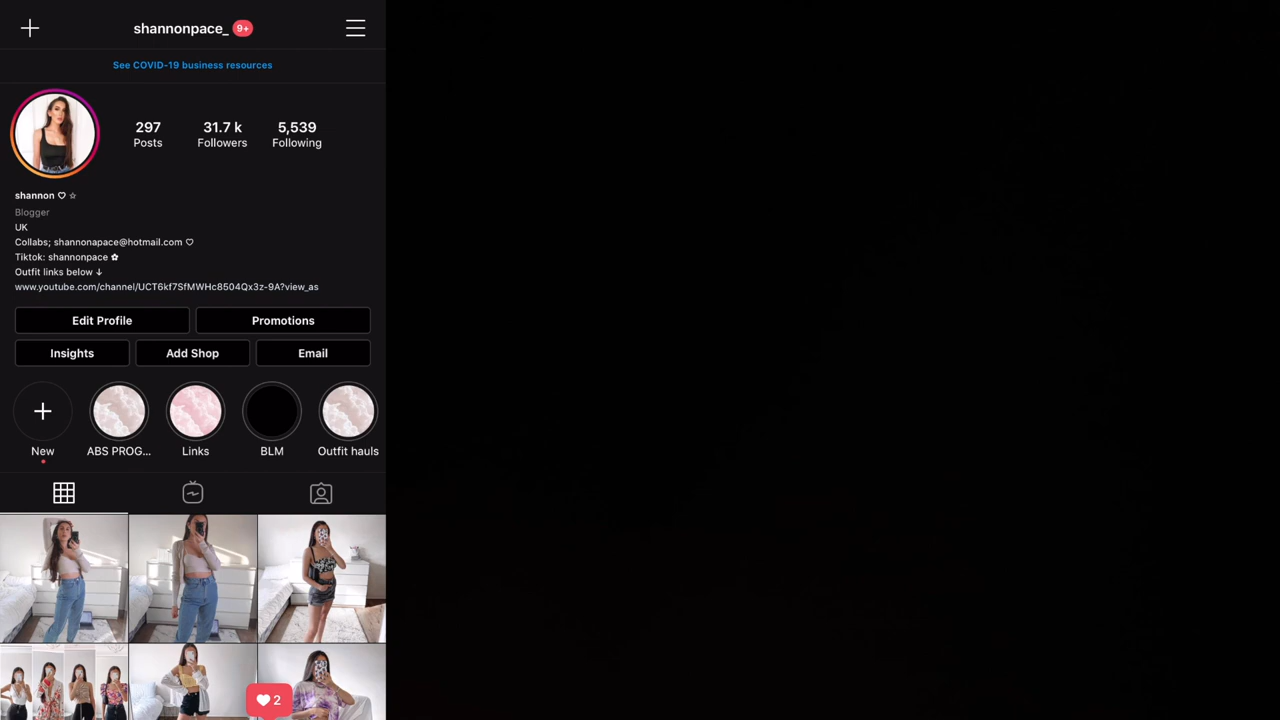 shannonpace_ 9+
See COVID-19 business resources
297 31.7 k 5,539
Posts Followers Following
shannon ♡ ☆
Blogger
UK
Collabs; shannonapace@hotmail.com ♡
Tiktok: shannonpace ✿
Outfit links below ↓
www.youtube.com/channel/UCT6kf7SfMWHc8504Qx3z-9A?view_as
Edit Profile Promotions
Insights Add Shop Email
New ABS PROG... Links BLM Outfit hauls
2